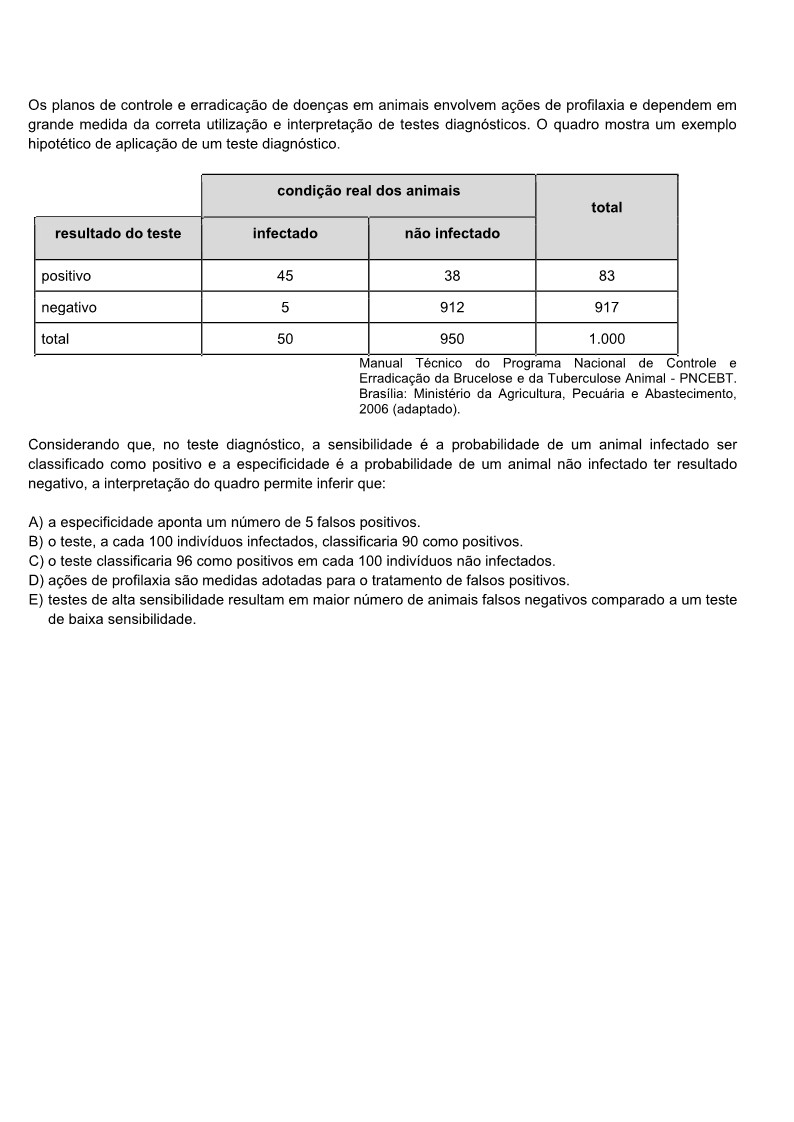 Os planos de controle e erradicação de doenças em animais envolvem ações de profilaxia e dependem em
grande medida da correta utilização e interpretação de testes diagnósticos. O quadro mostra um exemplo
hipotético de aplicação de um teste diagnóstico.
condição real dos animais
total
resultado do teste infectado não infectado
positivo 45 38 83
negativo 5 912 917
total 50 950 1.000
Manual Técnico do Programa Nacional de Controle e
Erradicação da Brucelose e da Tuberculose Animal - PNCEBT.
Brasília: Ministério da Agricultura, Pecuária e Abastecimento,
2006 (adaptado).
Considerando que, no teste diagnóstico, a sensibilidade é a probabilidade de um animal infectado ser
classificado como positivo e a especificidade é a probabilidade de um animal não infectado ter resultado
negativo, a interpretação do quadro permite inferir que:
A) a especificidade aponta um número de 5 falsos positivos.
B) o teste, a cada 100 indivíduos infectados, classificaria 90 como positivos.
C) o teste classificaria 96 como positivos em cada 100 indivíduos não infectados.
D) ações de profilaxia são medidas adotadas para o tratamento de falsos positivos.
E) testes de alta sensibilidade resultam em maior número de animais falsos negativos comparado a um teste
de baixa sensibilidade.